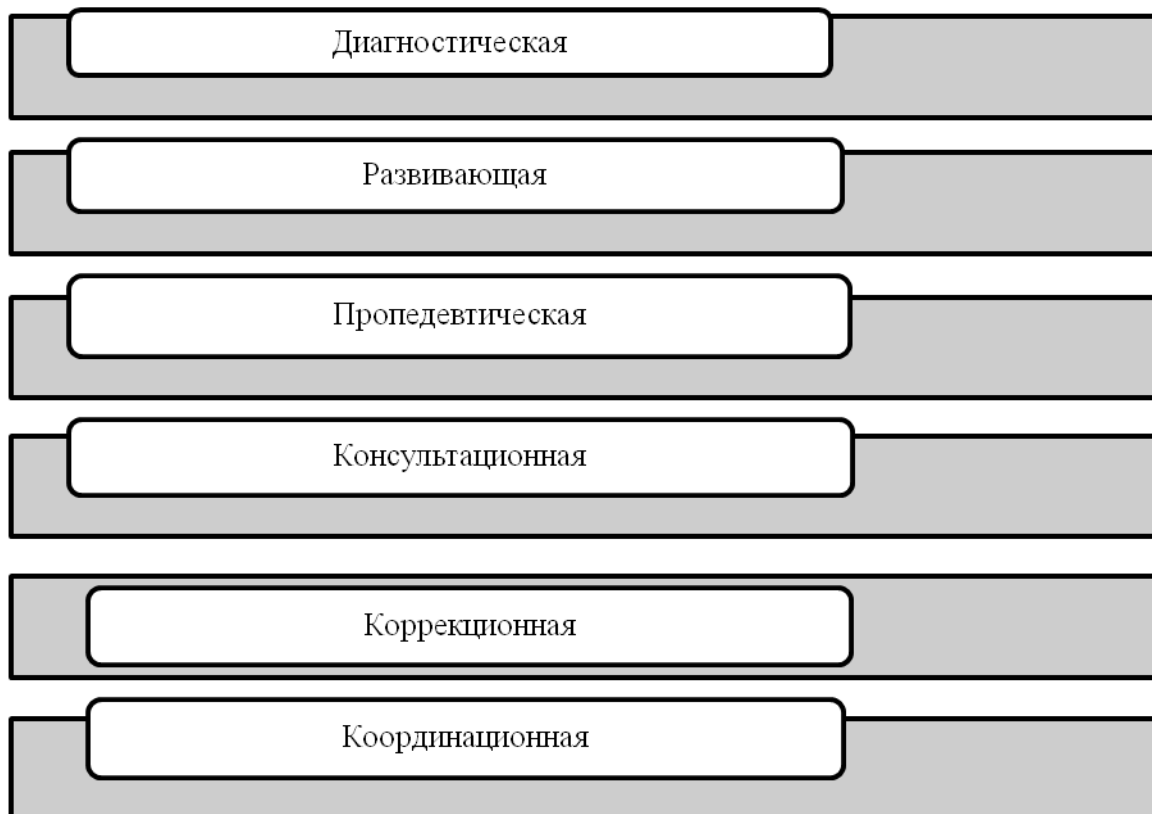 Диагностическая
Развивающая
Пропедевтическая
Консультационная
Коррекционная
Координационная